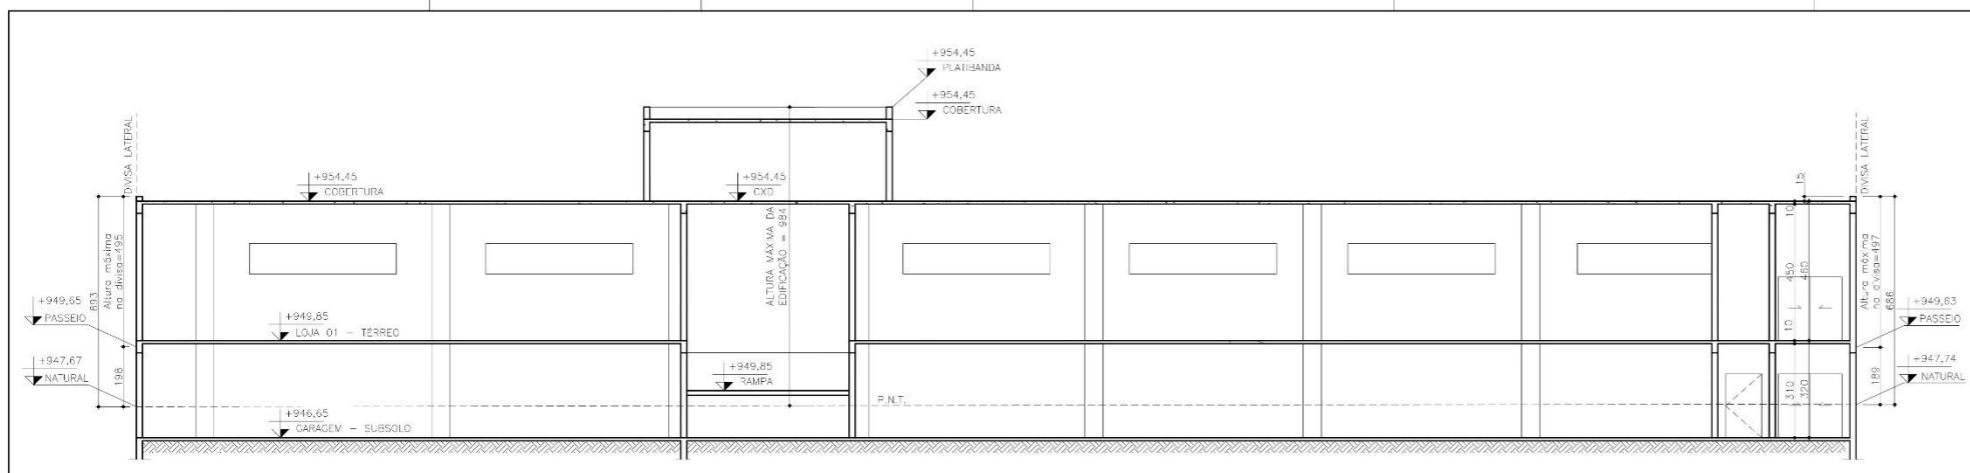 +954,45
PLATIBANDA
+954,45
COBERTURA
DIVISA LATERAL
DIVISA LATERAL
+954,45
COBERTURA
+954,45
CXD
ALTURA MÁXIMA DA
EDIFICAÇÃO = 984
15
10
450
460
10
Altura máxima
na divisa=495
693
Altura máxima
na divisa=497
686
+949,65
PASSEIO
+949,85
LOJA 01 - TÉRREO
+949,63
PASSEIO
+947,67
NATURAL
198
+949,85
RAMPA
P.N.T.
310
320
189
+947,74
NATURAL
+946,65
GARAGEM - SUBSOLO